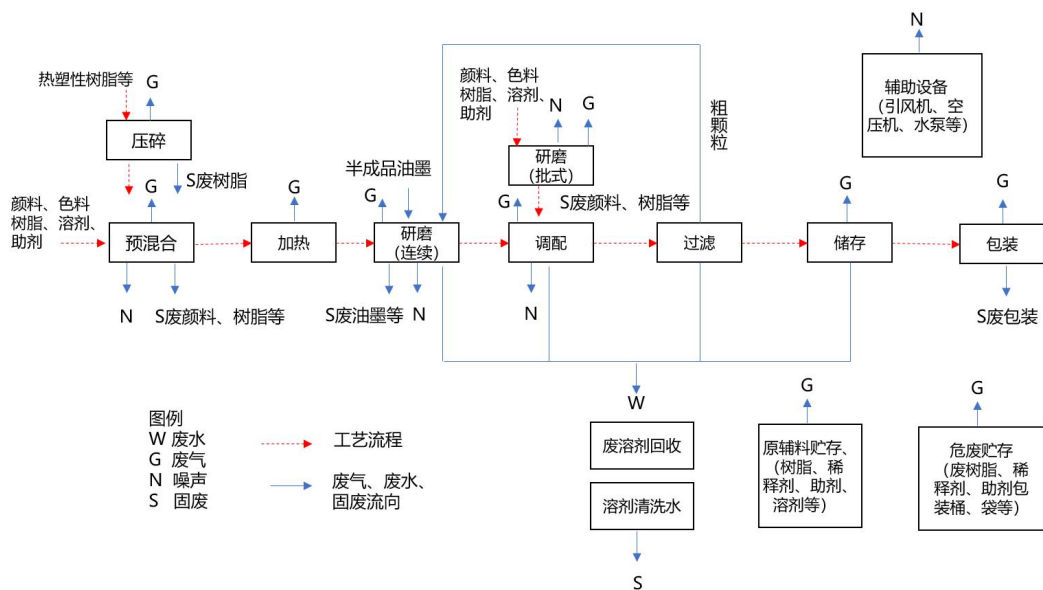 N
辅助设备
（引风机、空
压机、水泵等）
热塑性树脂等
G
压碎
S废树脂
颜料、色料
树脂、溶剂、
助剂
N
G
研磨
（批式）
S废颜料、树脂等
粗颗粒
颜料、色料
树脂、溶剂、
助剂
G
预混合
N
S废颜料、树脂等
G
加热
半成品油墨
G
研磨
（连续）
S废油墨等
N
G
调配
N
过滤
G
储存
G
包装
S废包装
W
废溶剂回收
溶剂清洗水
S
G
原辅料贮存、
（树脂、稀
释剂、助剂、
溶剂等）
G
危废贮存
（废树脂、稀
释剂、助剂包
装桶、袋等）
图例
W 废水
G 废气
N 噪声
S 固废
工艺流程
废气、废水、
固废流向